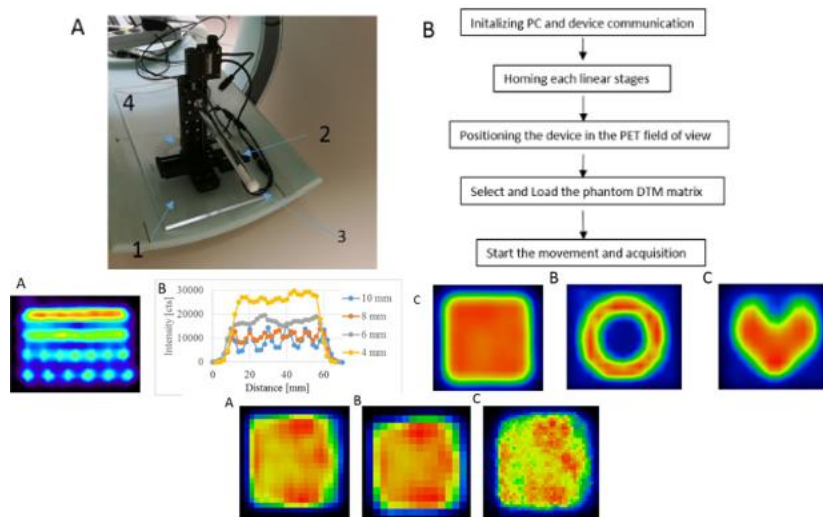 A
4
2
1
3
B
Initalizing PC and device communication
Homing each linear stages
Positioning the device in the PET field of view
Select and Load the phantom DTM matrix
Start the movement and acquisition
A
B
Intensity [cts]
30000
20000
10000
0
0
20
40
60
Distance [mm]
10 mm
8 mm
6 mm
4 mm
C
B
C
A
B
C